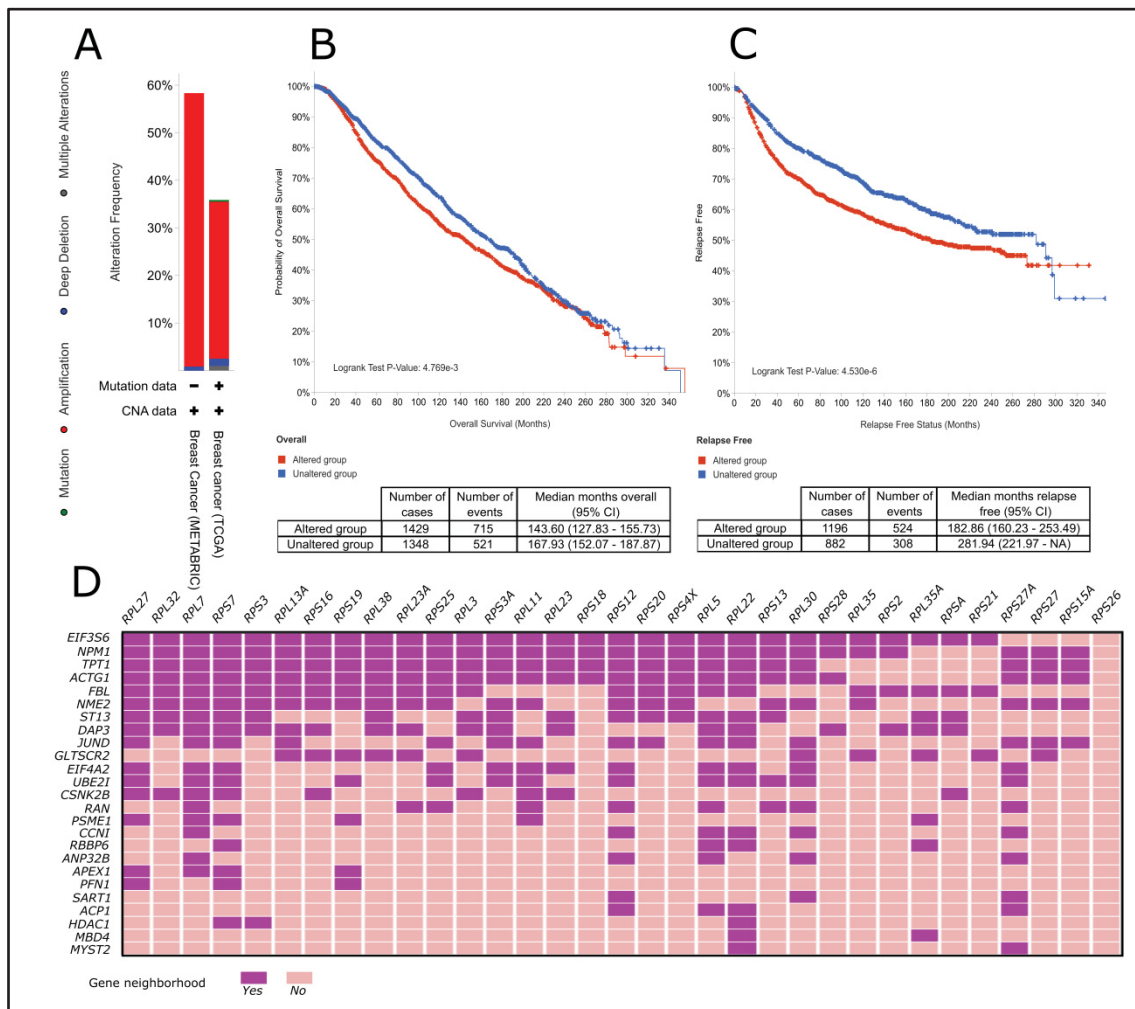 A
Mutation
Amplification
Deep Deletion
Multiple Alterations
Alteration Frequency
60%
50%
40%
30%
20%
10%
Mutation data
− +
CNA data
+ +
Breast Cancer (METABRIC)
Breast cancer (TCGA)
B
Probability of Overall Survival
100%
90%
80%
70%
60%
50%
40%
30%
20%
10%
0%
Logrank Test P-Value: 4.769e-3
0 20 40 60 80 100 120 140 160 180 200 220 240 260 280 300 320 340
Overall Survival (Months)
Overall
Altered group
Unaltered group
Number of cases Number of events Median months overall (95% CI)
Altered group 1429 715 143.60 (127.83 - 155.73)
Unaltered group 1348 521 167.93 (152.07 - 187.87)
C
Relapse Free
100%
90%
80%
70%
60%
50%
40%
30%
20%
10%
0%
Logrank Test P-Value: 4.530e-6
0 20 40 60 80 100 120 140 160 180 200 220 240 260 280 300 320 340
Relapse Free Status (Months)
Relapse Free
Altered group
Unaltered group
Number of cases Number of events Median months relapse free (95% CI)
Altered group 1196 524 182.86 (160.23 - 253.49)
Unaltered group 882 308 281.94 (221.97 - NA)
D
RPL27 RPL32 RPL7 RPS7 RPS3 RPL13A RPS16 RPS19 RPL38 RPL23A RPS25 RPL3 RPS3A RPL11 RPL23 RPS18 RPS12 RPS20 RPS4X RPL5 RPL22 RPS13 RPL30 RPS28 RPL35 RPS2 RPL35A RPS5A RPS21 RPS27A RPS27 RPS15A RPS26
EIF3S6
NPM1
TPT1
ACTG1
FBL
NME2
ST13
DAP3
JUND
GLTSCR2
EIF4A2
UBE2I
CSNK2B
RAN
PSME1
CCNI
RBBP6
ANP32B
APEX1
PFN1
SART1
ACP1
HDAC1
MBD4
MYST2
Gene neighborhood
Yes No